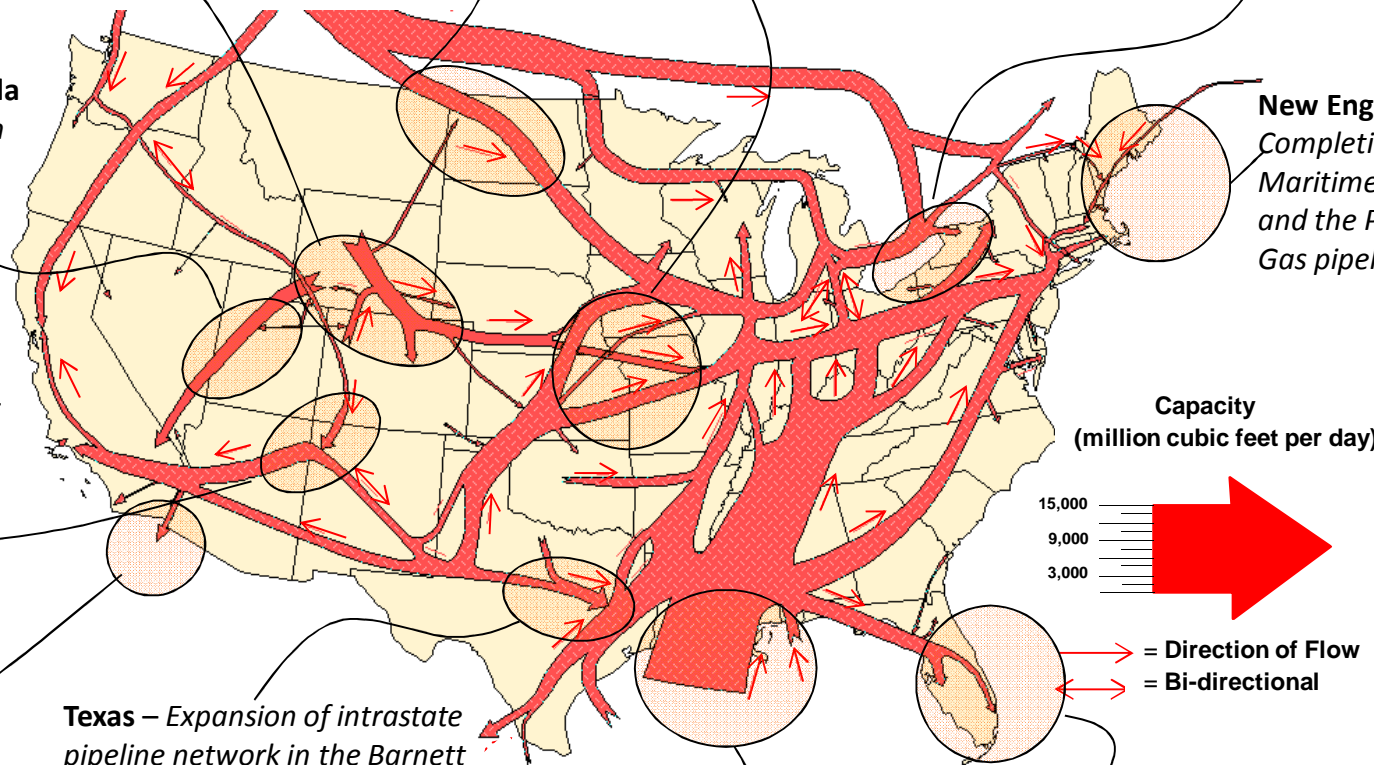 da
n
New Eng
Completi
Maritime
and the P
Gas pipel
Capacity
(million cubic feet per day)
15,000
9,000
3,000
= Direction of Flow
= Bi-directional
Texas – Expansion of intrastate
pipeline network in the Barnett